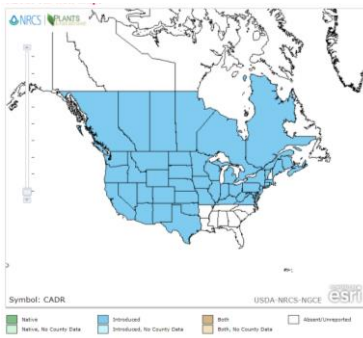 NRCS PLANTS
Symbol: CADR
USDA-NRCS-NGCE
esri
Native
Introduced
Both
Absent/Unreported
Native, No County Data
Introduced, No County Data
Both, No County Data